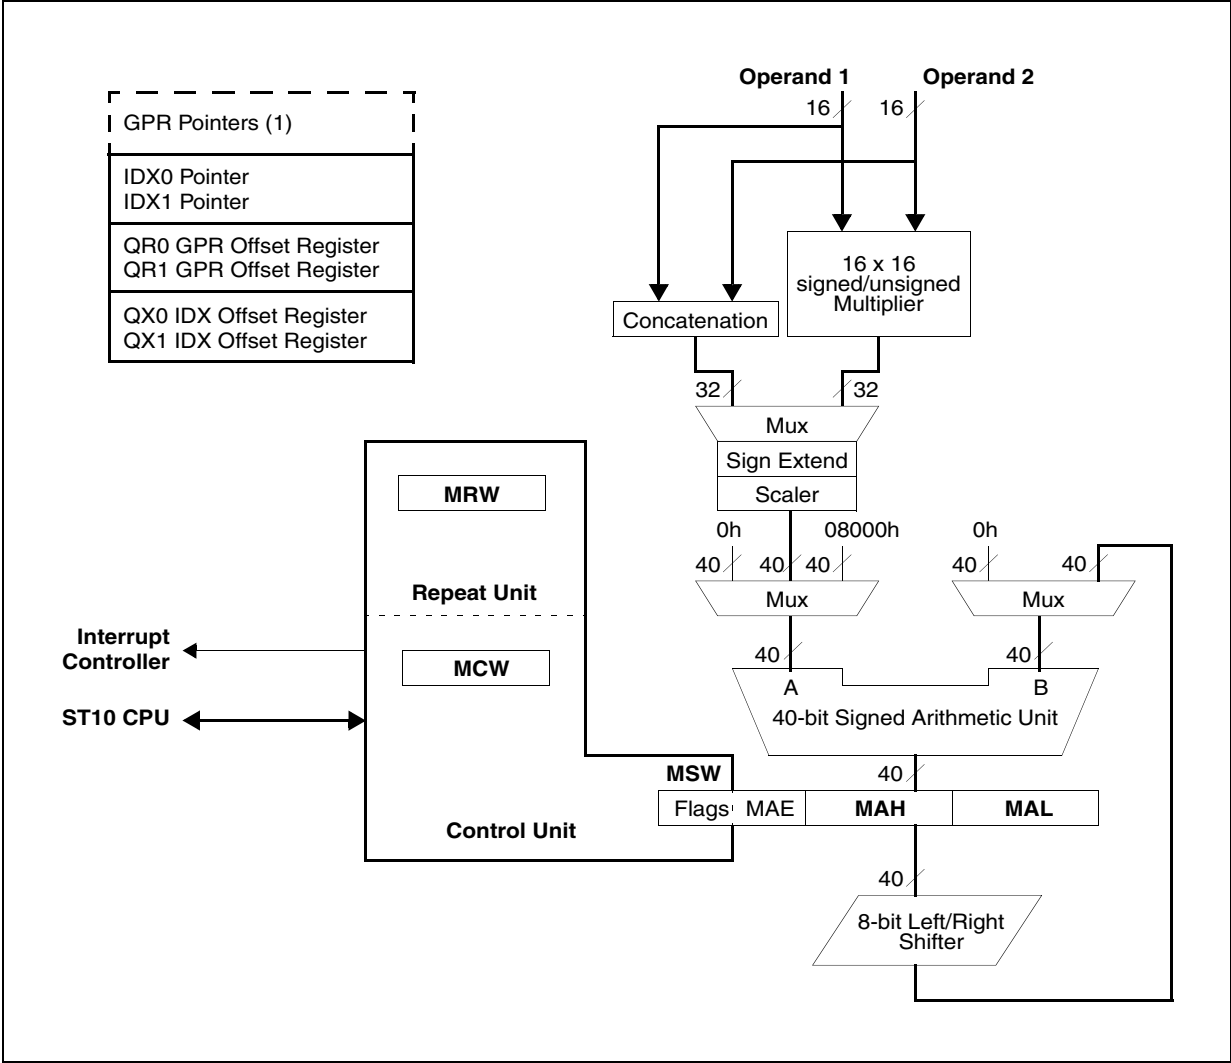 Operand 1
Operand 2
16
16
GPR Pointers (1)
IDX0 Pointer
IDX1 Pointer
QR0 GPR Offset Register
QR1 GPR Offset Register
QX0 IDX Offset Register
QX1 IDX Offset Register
16 x 16
signed/unsigned
Multiplier
Concatenation
32
32
Mux
Sign Extend
Scaler
0h
08000h
0h
40
40
40
40
40
Mux
Mux
MRW
Repeat Unit
Interrupt
Controller
MCW
ST10 CPU
40
40
A
B
40-bit Signed Arithmetic Unit
MSW
40
Flags
MAE
MAH
MAL
Control Unit
40
8-bit Left/Right
Shifter